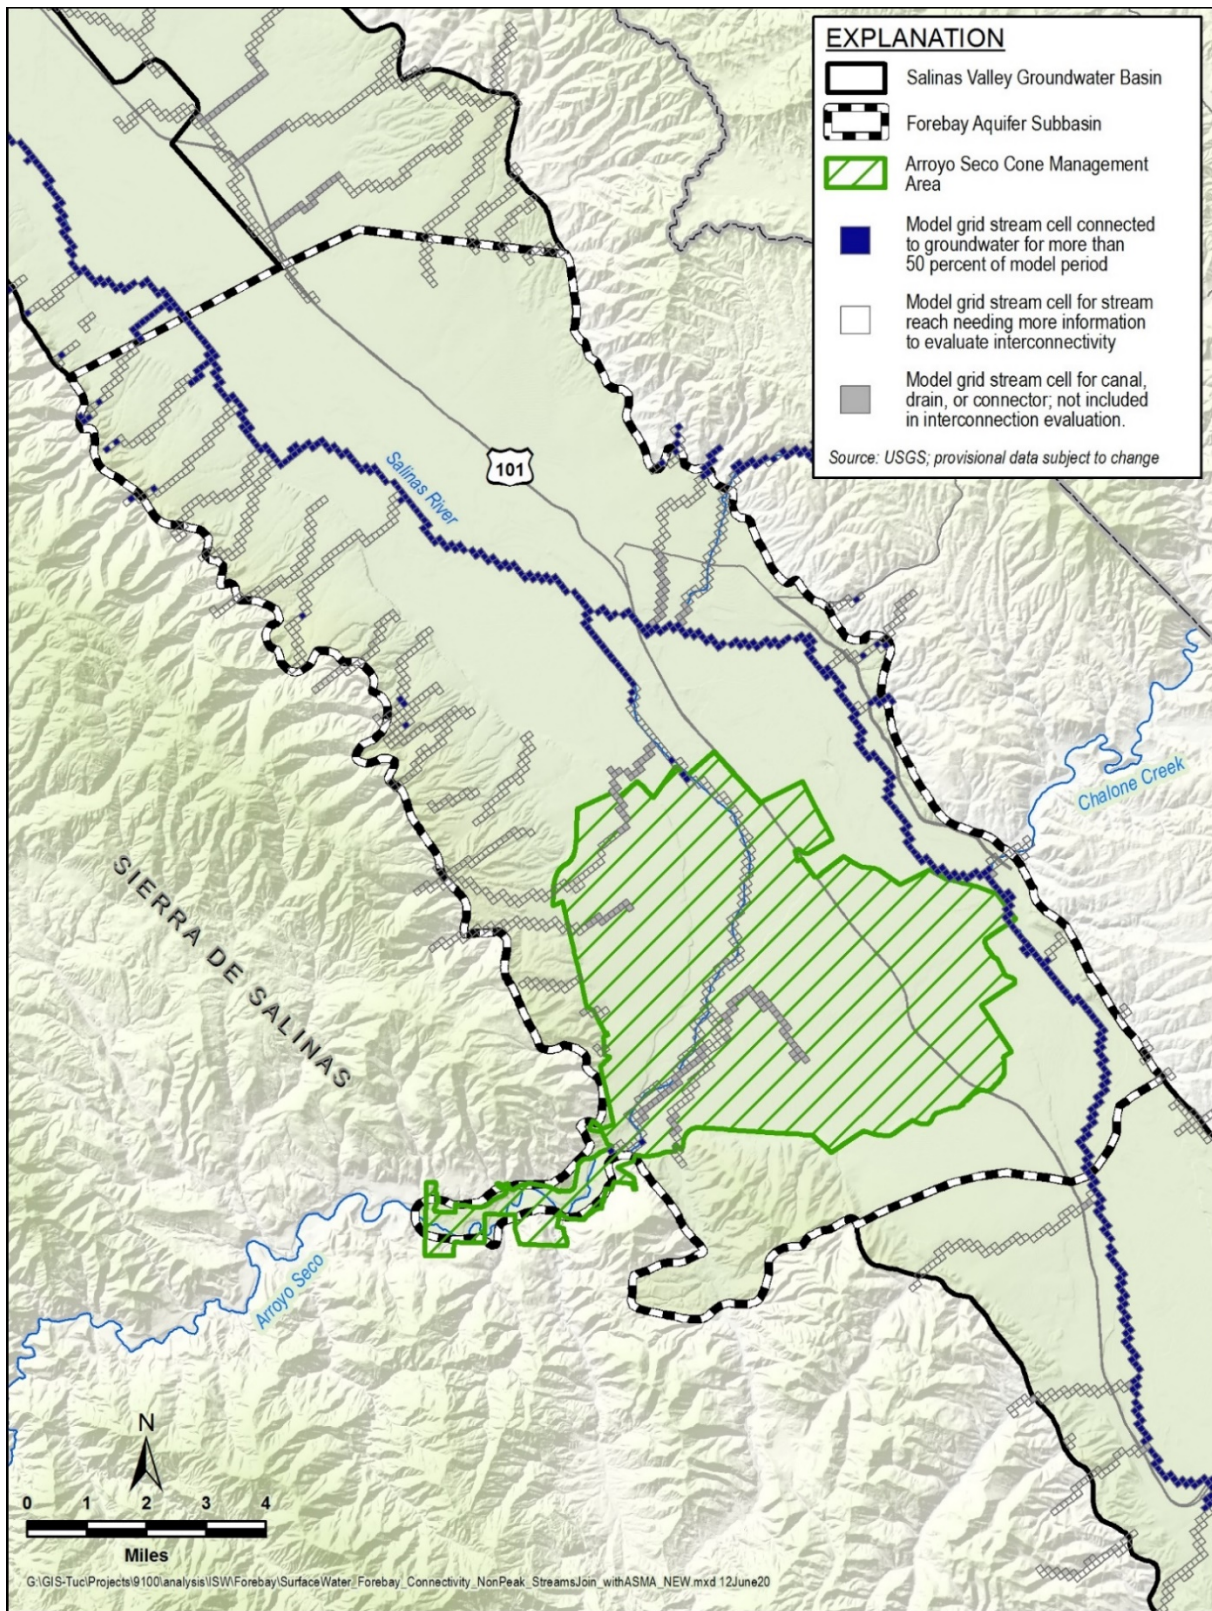 EXPLANATION
Salinas Valley Groundwater Basin
Forebay Aquifer Subbasin
Arroyo Seco Cone Management
Area
Model grid stream cell connected
to groundwater for more than
50 percent of model period
Model grid stream cell for stream
reach needing more information
to evaluate interconnectivity
Model grid stream cell for canal,
drain, or connector; not included
in interconnection evaluation.
Source: USGS; provisional data subject to change
101
Salinas River
Chalone Creek
SIERRA DE SALINAS
Arroyo Seco
N
0 1 2 3 4
Miles
G:\GIS-Tuc\Projects\9100\analysis\ISW\Forebay\SurfaceWater_Forebay_Connectivity_NonPeak_StreamsJoin_withASMA_NEW.mxd 12June20